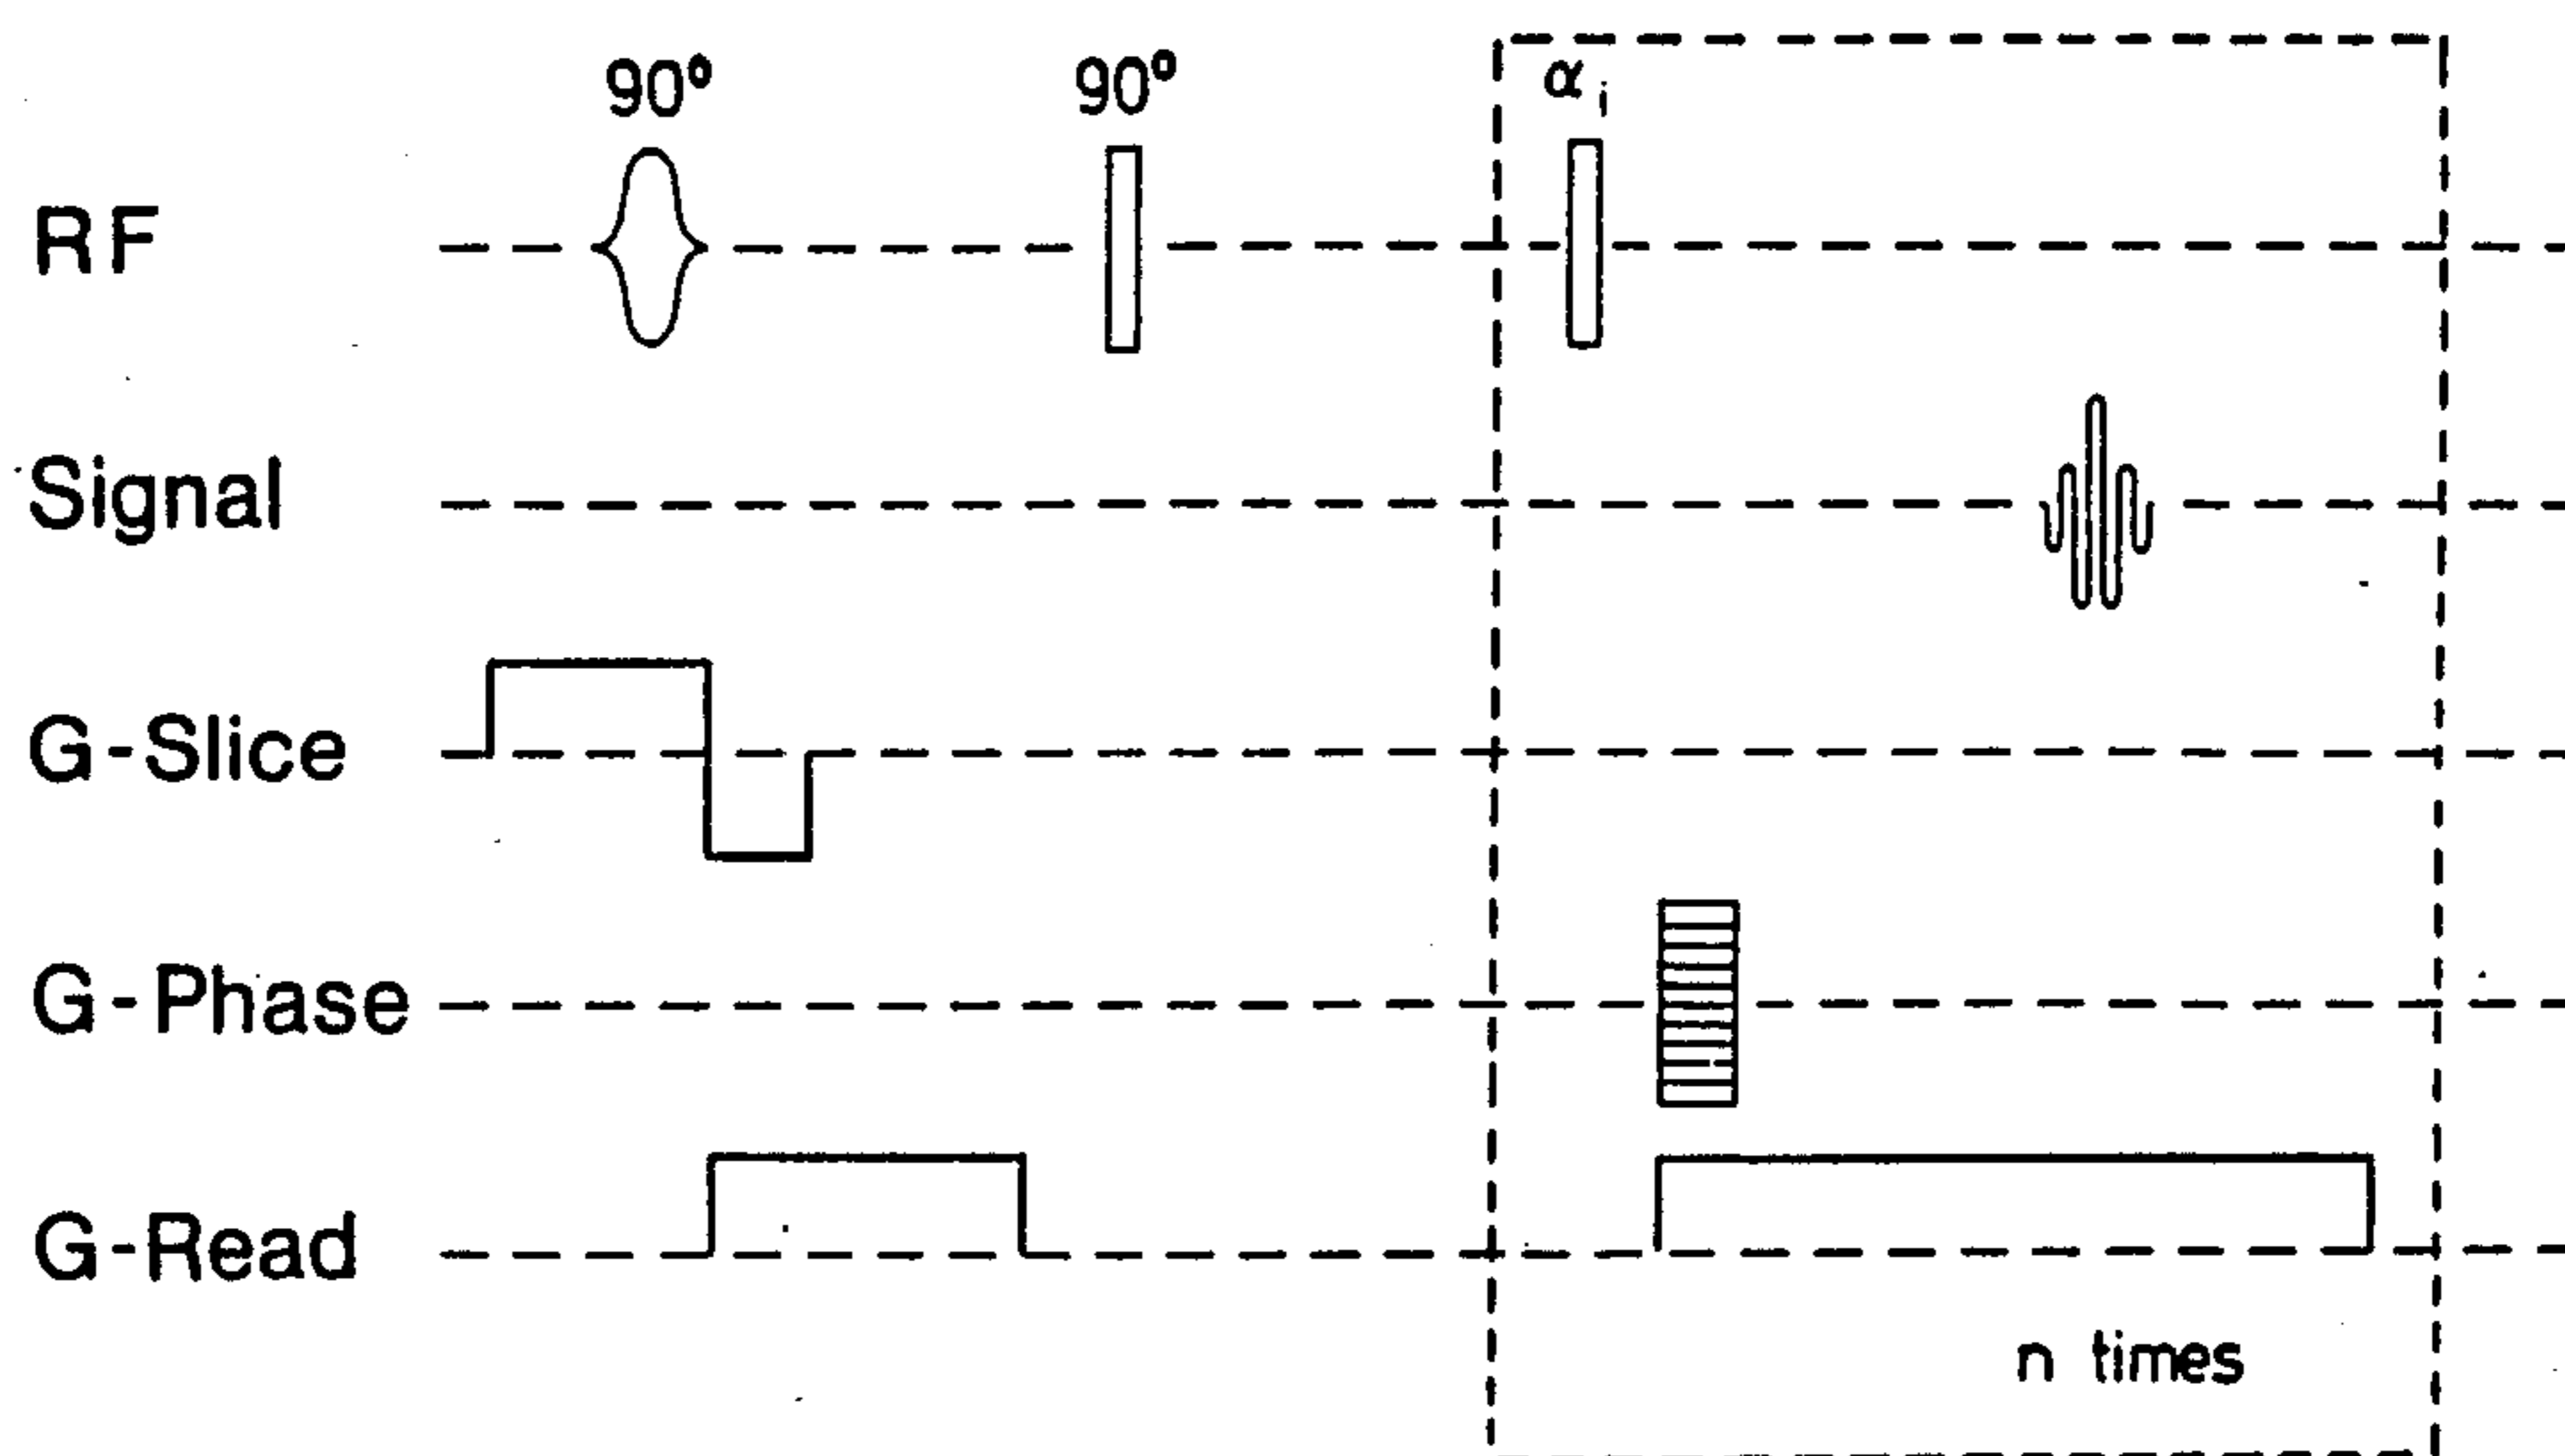 90° 90° αᵢ
RF
Signal
G-Slice
G-Phase
G-Read
n times